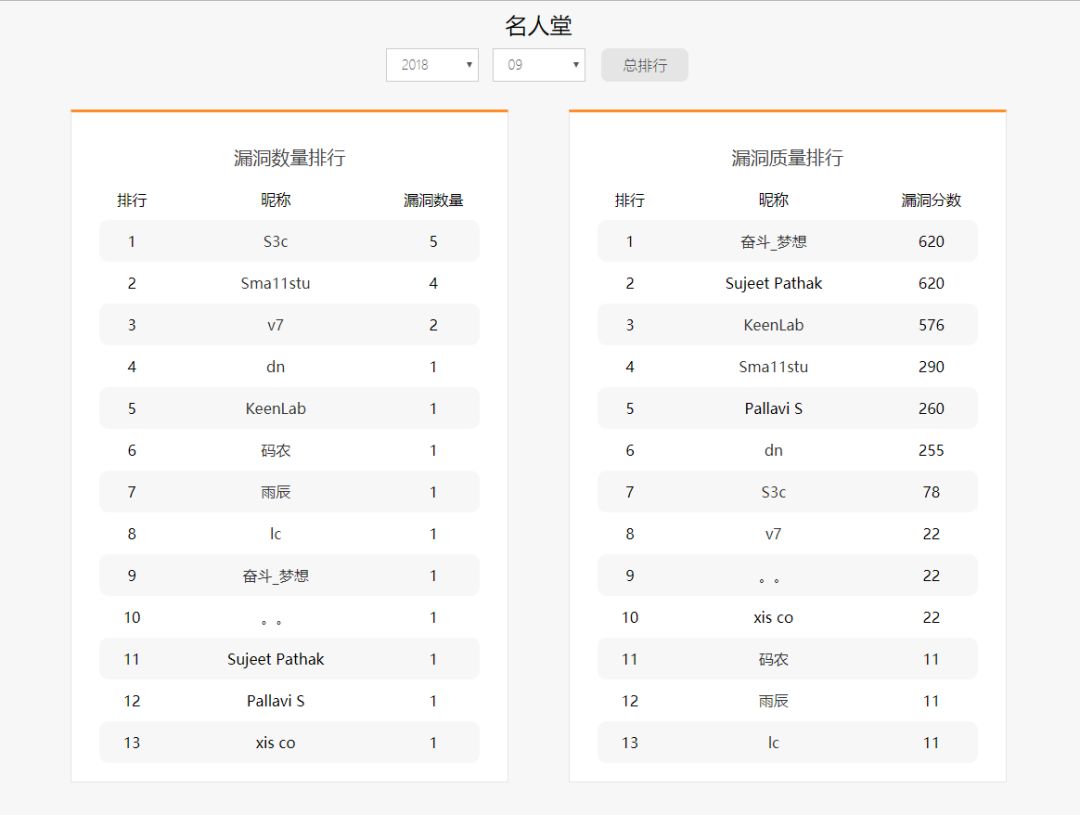 名人堂
2018 09 总排行
漏洞数量排行
排行 昵称 漏洞数量
1 S3c 5
2 Sma11stu 4
3 v7 2
4 dn 1
5 KeenLab 1
6 码农 1
7 雨辰 1
8 lc 1
9 奋斗_梦想 1
10 。。 1
11 Sujeet Pathak 1
12 Pallavi S 1
13 xis co 1
漏洞质量排行
排行 昵称 漏洞分数
1 奋斗_梦想 620
2 Sujeet Pathak 620
3 KeenLab 576
4 Sma11stu 290
5 Pallavi S 260
6 dn 255
7 S3c 78
8 v7 22
9 。。 22
10 xis co 22
11 码农 11
12 雨辰 11
13 lc 11